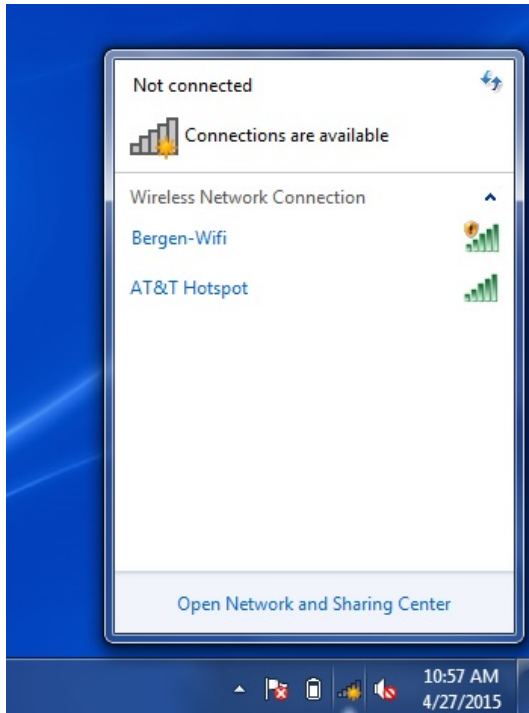 Not connected
Connections are available
Wireless Network Connection
Bergen-Wifi
AT&T Hotspot
Open Network and Sharing Center
10:57 AM
4/27/2015